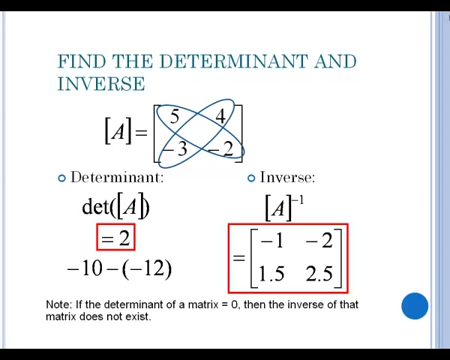 FIND THE DETERMINANT AND
INVERSE
[A]= [5 4
-3 -2]
Determinant:
det([A])
= 2
-10-(-12)
Inverse:
[A]⁻¹
= [-1 -2
1.5 2.5]
Note: If the determinant of a matrix = 0, then the inverse of that
matrix does not exist.